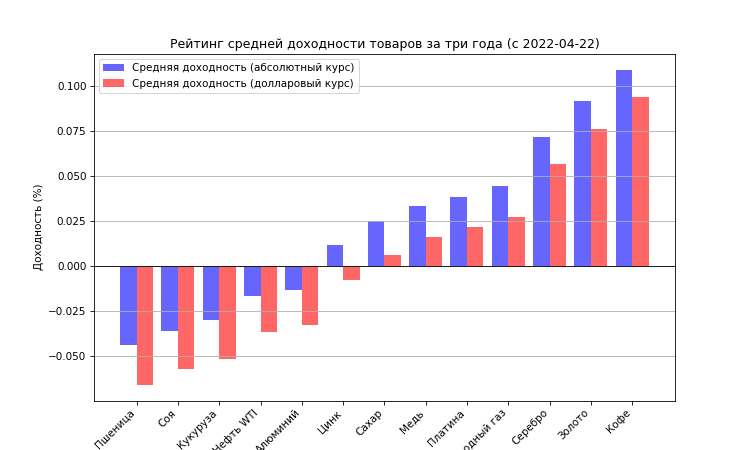 Рейтинг средней доходности товаров за три года (с 2022-04-22)
Средняя доходность (абсолютный курс)
Средняя доходность (долларовый курс)
Доходность (%)
0.100
0.075
0.050
0.025
0.000
−0.025
−0.050
Пшеница
Соя
Кукуруза
Нефть WTI
Алюминий
Цинк
Сахар
Медь
Платина
одный газ
Серебро
Золото
Кофе